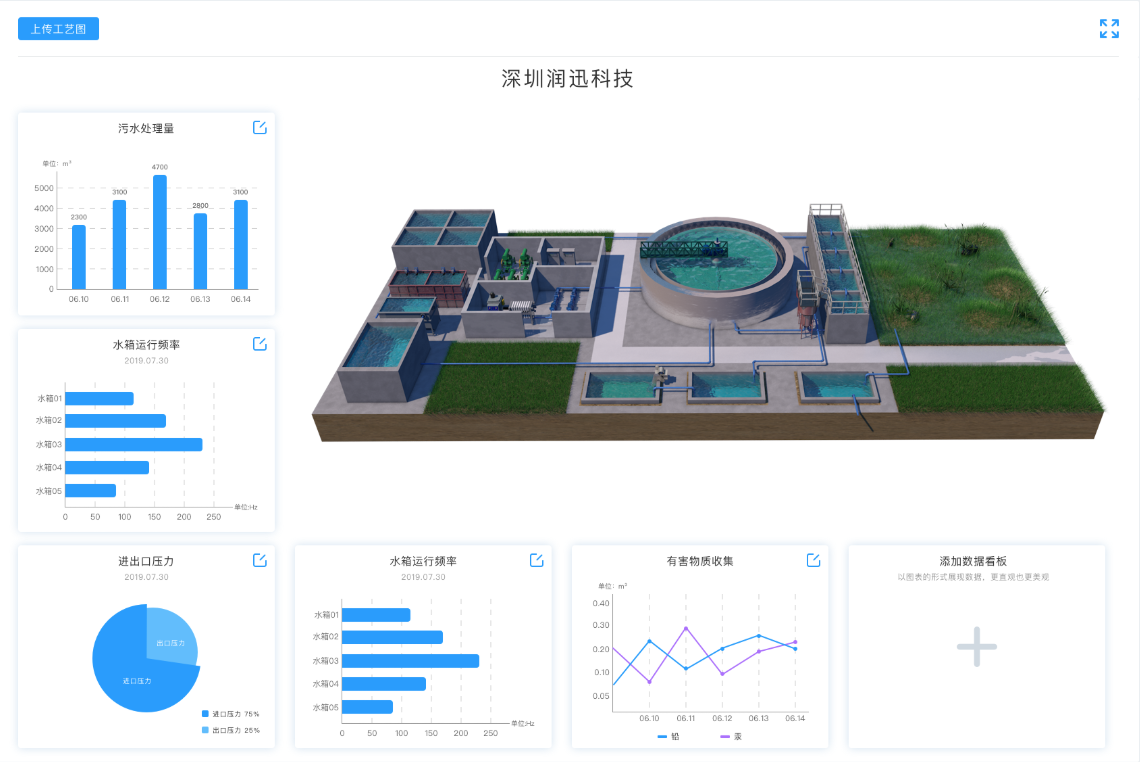 上传工艺图
深圳润迅科技
污水处理量
单位：m³
5000
4000
3000
2000
1000
0
2300
3100
4700
2800
3100
06.10 06.11 06.12 06.13 06.14
水箱运行频率
2019.07.30
水箱01
水箱02
水箱03
水箱04
水箱05
0 50 100 150 200 250
单位:Hz
进出口压力
2019.07.30
出口压力
进口压力
进口压力 75%
出口压力 25%
水箱运行频率
2019.07.30
水箱01
水箱02
水箱03
水箱04
水箱05
0 50 100 150 200 250
单位:Hz
有害物质收集
单位：m³
0.40
0.30
0.20
0.10
0.05
06.10 06.11 06.12 06.13 06.14
铅 汞
添加数据看板
以图表的形式展现数据，更直观也更美观